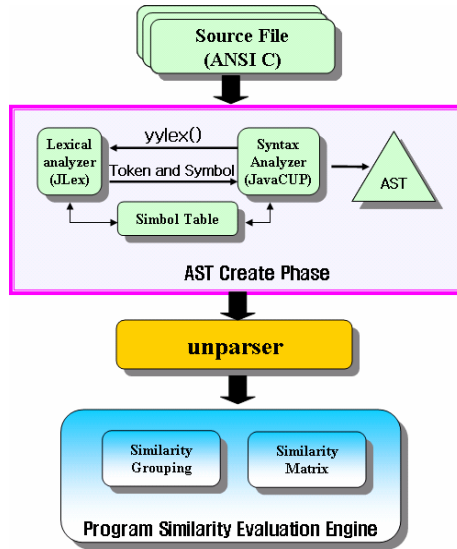 Source File
(ANSI C)
yylex()
Lexical
analyzer
(JLex)
Syntax
Analyzer
(JavaCUP)
Token and Symbol
AST
Simbol Table
AST Create Phase
unparser
Similarity
Grouping
Similarity
Matrix
Program Similarity Evaluation Engine